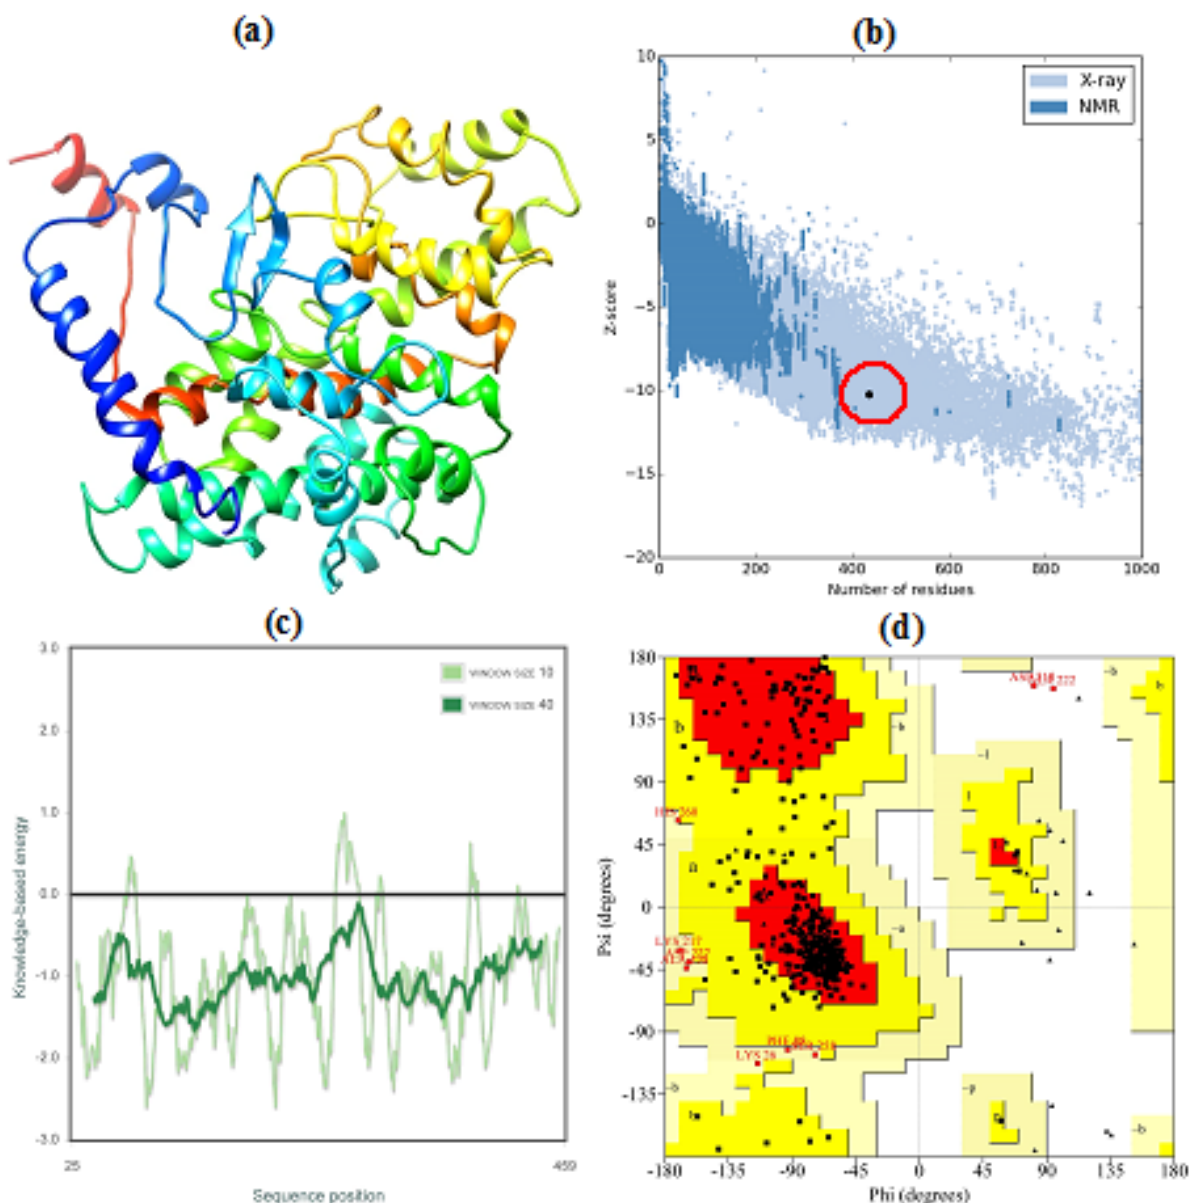 (a)
(b)
10
5
0
−5
−10
−15
−20
Z-score
X-ray
NMR
0
200
400
600
800
1000
Number of residues
(c)
3.0
2.0
1.0
0.0
-1.0
-2.0
-3.0
Knowledge-based energy
WINDOW SIZE 10
WINDOW SIZE 40
25
459
Sequence position
(d)
180
135
90
45
0
-45
-90
-135
-180
Psi (degrees)
b
~b
~b
b
~l
l
L
a
~a
~b
b
~p
p
~b
HIS 268
LYS 26
222
-135
-90
-45
0
45
90
135
180
Phi (degrees)